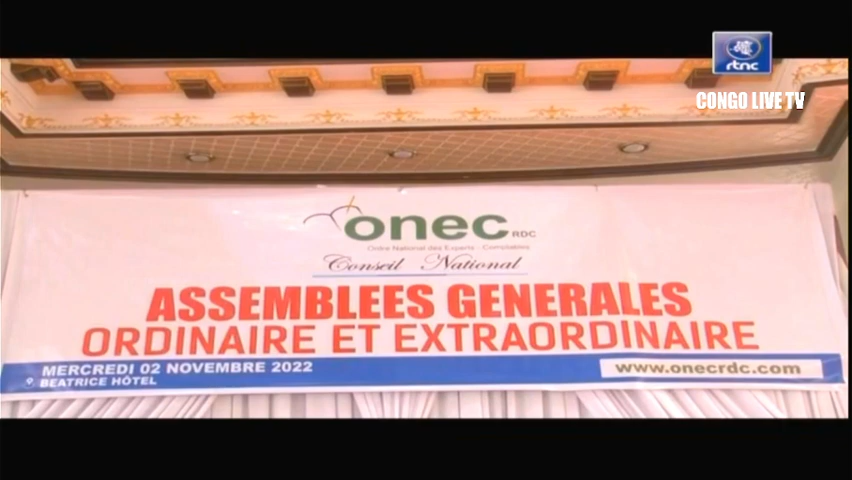 rtnc
CONGO LIVE TV
onec RDC
Ordre National des Experts - Comptables
Conseil National
ASSEMBLEES GENERALES
ORDINAIRE ET EXTRAORDINAIRE
MERCREDI 02 NOVEMBRE 2022
BEATRICE HÔTEL
www.onecrdc.com